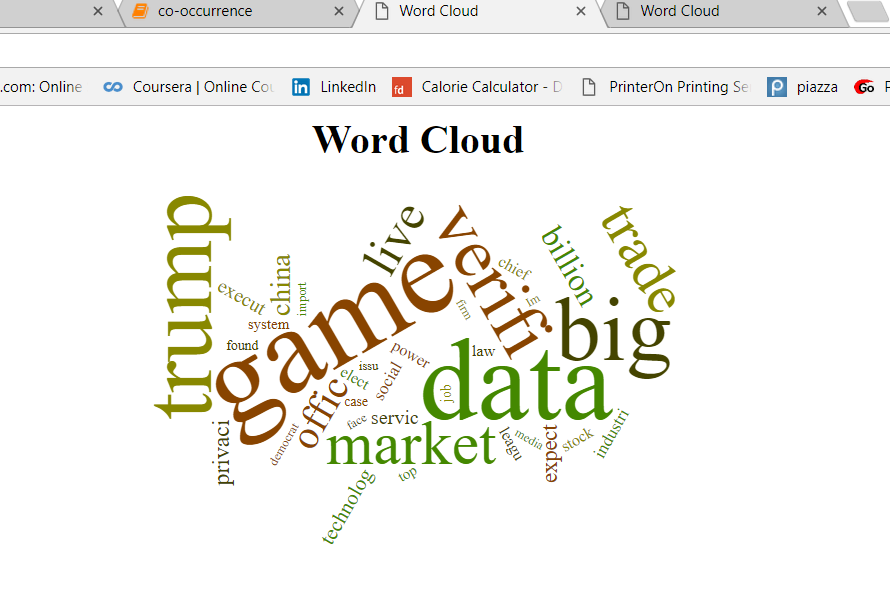 co-occurrence
Word Cloud
Word Cloud
.com: Online
Coursera | Online Cou
LinkedIn
fd
Calorie Calculator - D
PrinterOn Printing Se
piazza
Go
Word Cloud
trump
execut
china
import
system
found
live
game
verifi
chief
firm
lm
billion
trade
big
power
law
issu
elect
social
data
job
case
offic
face
servic
market
democrat
privaci
technolog
top
leagu
media
expect
stock
industri